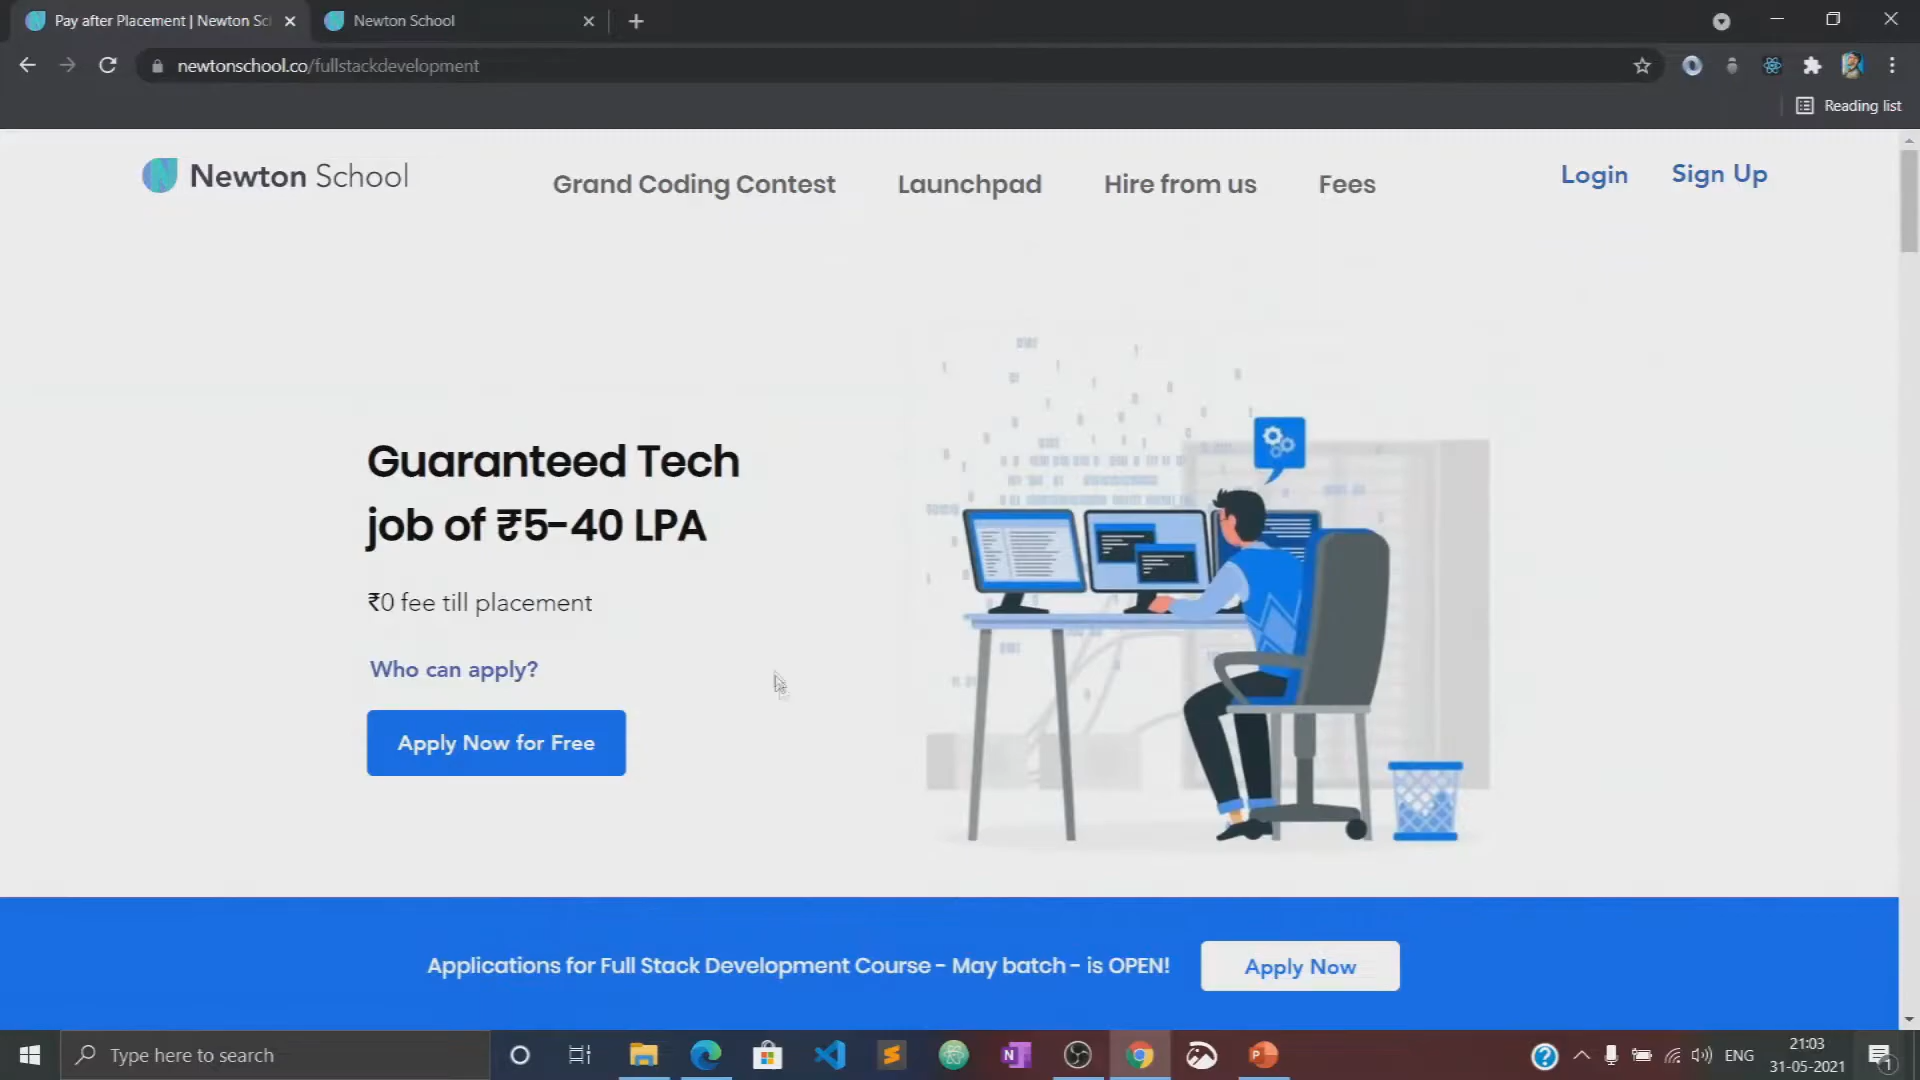 Pay after Placement | Newton Sc
Newton School
newtonschool.co/fullstackdevelopment
Reading list
Newton School
Grand Coding Contest
Launchpad
Hire from us
Fees
Login
Sign Up
Guaranteed Tech
job of ₹5-40 LPA
₹0 fee till placement
Who can apply?
Apply Now for Free
Applications for Full Stack Development Course - May batch - is OPEN!
Apply Now
Type here to search
ENG
21:03
31-05-2021
1